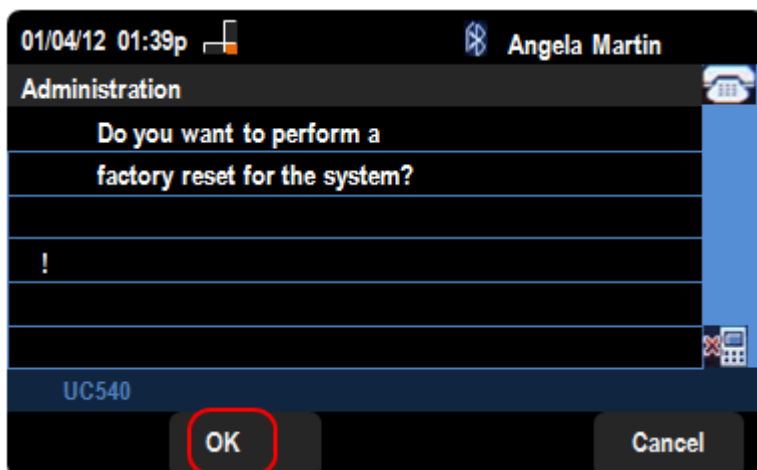 01/04/12 01:39p Angela Martin
Administration
Do you want to perform a
factory reset for the system?
!
UC540
OK Cancel